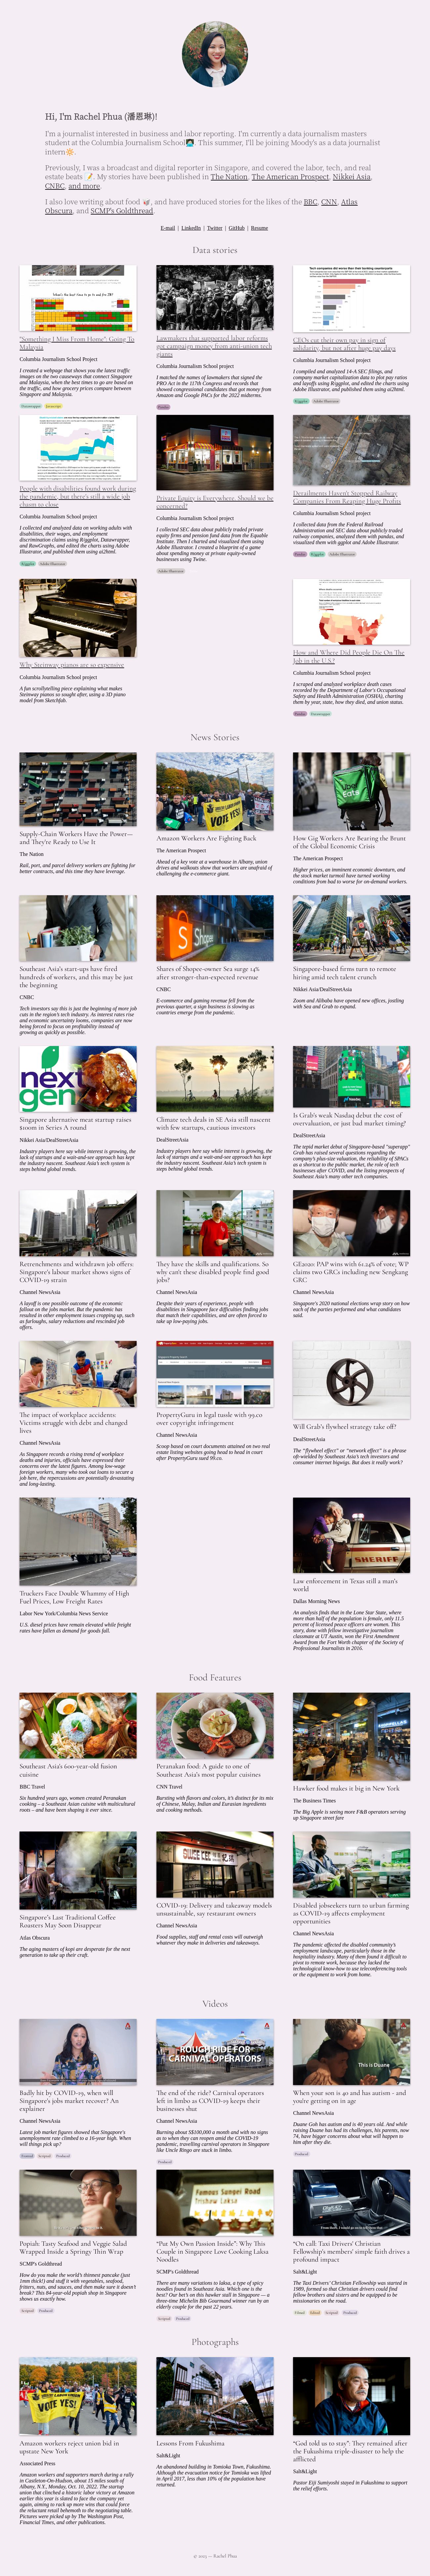 Hi, I'm Rachel Phua (潘恩琳)!
I'm a journalist interested in business and labor reporting. I'm currently a data journalism masters
student at the Columbia Journalism School👩🏻‍💻. This summer, I'll be joining Moody's as a data journalism
intern🔆.
Previously, I was a broadcast and digital reporter in Singapore, and covered the labor, tech, and real
estate beats 📝. My stories have been published in The Nation, The American Prospect, Nikkei Asia,
CNBC, and more.
I also love writing about food 🥡, and have produced stories for the likes of the BBC, CNN, Atlas
Obscura, and SCMP's Goldthread.
E-mail | LinkedIn | Twitter | GitHub | Resume
Data stories
"Something I Miss From Home": Going To
Malaysia
Columbia Journalism School Project
I created a webpage that shows you the latest traffic
images on the two causeways that connect Singapore
and Malaysia, when the best times to go are based on
the traffic, and how grocery prices compare between
Singapore and Malaysia.
Datawrapper Javascript
Lawmakers that supported labor reforms
got campaign money from anti-union tech
giants
Columbia Journalism School project
I matched the names of lawmakers that signed the
PRO Act in the 117th Congress and records that
showed congressional candidates that got money from
Amazon and Google PACs for the 2022 midterms.
Pandas
CEOs cut their own pay in sign of
solidarity, but not after huge pay days
Columbia Journalism School project
I compiled and analyzed 14-A SEC filings, and
company market capitalization data to get pay ratios
and layoffs using R/ggplot, and edited the charts using
Adobe Illustrator, and published them using ai2html.
R/ggplot Adobe Illustrator
People with disabilities found work during
the pandemic, but there's still a wide job
chasm to close
Columbia Journalism School project
I collected and analyzed data on working adults with
disabilities, their wages, and employment
discrimination claims using R/ggplot, Datawrapper,
and RawGraphs. Edited the charts using Adobe
Illustrator, and published them using ai2html.
R/ggplot Adobe Illustrator
Private Equity is Everywhere. Should we be
concerned?
Columbia Journalism School project
I collected SEC data about publicly traded private
equity firms and pension fund data from the Equable
Institute. I created and visualized them using using
Adobe Illustrator. I created a blueprint of a game
about spending money at private equity-owned
businesses using Twine.
Adobe Illustrator
Derailments Haven't Stopped Railway
Companies From Reaping Huge Profits
Columbia Journalism School project
I collected data from the Federal Railroad
Administration and SEC data about publicly traded
railway companies, analyzed them with pandas, and
visualized them with ggplot and Adobe Illustrator.
Pandas R/ggplot Adobe Illustrator
Why Steinway pianos are so expensive
Columbia Journalism School project
A fun scrollytelling piece explaining what makes
Steinway pianos so sought after, using a 3D piano
model from Sketchfab.
How and Where Did People Die On The
Job in the U.S.?
Columbia Journalism School project
I scraped and analyzed workplace death cases
recorded by the Department of Labor's Occupational
Safety and Health Administration (OSHA), charting
them by year, state, how they died, and union status.
Pandas Datawrapper
News Stories
Supply-Chain Workers Have the Power—
and They're Ready to Use It
The Nation
Rail, port, and parcel delivery workers are fighting for
better contracts, and this time they have leverage.
Amazon Workers Are Fighting Back
The American Prospect
Ahead of a key vote at a warehouse in Albany, union
drives and walkouts show that workers are unafraid of
challenging the e-commerce giant.
How Gig Workers Are Bearing the Brunt
of the Global Economic Crisis
The American Prospect
Higher prices, an imminent economic downturn, and
the stock market turmoil have turned working
conditions from bad to worse for on-demand workers.
Southeast Asia's start-ups have fired
hundreds of workers, and this may be just
the beginning
CNBC
Tech insiders say this is just the beginning of more job
cuts in the region's tech industry. As interest rates rise
and economic uncertainty looms, companies are now
being forced to focus on profitability instead of
growing as quickly as possible.
Shares of Shopee-owner Sea surge 14%
after stronger-than-expected revenue
CNBC
E-commerce and gaming revenue fell from the
previous quarter, a sign business is slowing as
countries emerge from the pandemic.
Singapore-based firms turn to remote
hiring amid tech talent crunch
Nikkei Asia/DealStreetAsia
Zoom and Alibaba have opened new offices, jostling
with Sea and Grab to expand.
Singapore alternative meat startup raises
$100m in Series A round
Nikkei Asia/DealStreetAsia
Industry players here say while interest is growing, the
lack of startups and a wait-and-see approach has kept
the industry nascent. Southeast Asia's tech system is
steps behind global trends.
Climate tech deals in SE Asia still nascent
with few startups, cautious investors
DealStreetAsia
Industry players here say while interest is growing, the
lack of startups and a wait-and-see approach has kept
the industry nascent. Southeast Asia's tech system is
steps behind global trends.
Is Grab's weak Nasdaq debut the cost of
overvaluation, or just bad market timing?
DealStreetAsia
The tepid market debut of Singapore-based "superapp"
Grab has raised several questions regarding the
company's plus-size valuation, the reliability of SPACs
as a shortcut to the public market, the role of tech
businesses after COVID, and the listing prospects of
Southeast Asia's many other tech companies.
Retrenchments and withdrawn job offers:
Singapore's labour market shows signs of
COVID-19 strain
Channel NewsAsia
A layoff is one possible outcome of the economic
fallout on the job market. But the pandemic has
resulted in other employment issues cropping up, such
as furloughs, salary reductions and rescinded job
offers.
They have the skills and qualifications. So
why can't these disabled people find good
jobs?
Channel NewsAsia
Despite their years of experience, people with
disabilities in Singapore face difficulties finding jobs
that match their capabilities, and are often forced to
take up low-paying jobs.
GE2020: PAP wins with 61.24% of vote; WP
claims two GRCs including new Sengkang
GRC
Channel NewsAsia
Singapore's 2020 national elections wrap story on how
each of the parties performed and what candidates
said.
The impact of workplace accidents:
Victims struggle with debt and changed
lives
Channel NewsAsia
As Singapore records a rising trend of workplace
deaths and injuries, officials have expressed their
concerns over the latest figures. Among low-wage
foreign workers, many who took out loans to secure a
job here, the repercussions are potentially devastating
and long-lasting.
PropertyGuru in legal tussle with 99.co
over copyright infringement
Channel NewsAsia
Scoop based on court documents attained on two real
estate listing websites going head to head in court
after PropertyGuru sued 99.co.
Will Grab's flywheel strategy take off?
DealStreetAsia
The "flywheel effect" or "network effect" is a phrase
oft-wielded by Southeast Asia's tech investors and
consumer internet bigwigs. But does it really work?
Truckers Face Double Whammy of High
Fuel Prices, Low Freight Rates
Labor New York/Columbia News Service
U.S. diesel prices have remain elevated while freight
rates have fallen as demand for goods fall.
Law enforcement in Texas still a man's
world
Dallas Morning News
An analysis finds that in the Lone Star State, where
more than half of the population is female, only 11.5
percent of licensed peace officers are women. This
story, done with fellow investigative journalism
classmate at UT Austin, won the First Amendment
Award from the Fort Worth chapter of the Society of
Professional Journalists in 2016.
Food Features
Southeast Asia's 600-year-old fusion
cuisine
BBC Travel
Six hundred years ago, women created Peranakan
cooking – a Southeast Asian cuisine with multicultural
roots – and have been shaping it ever since.
Peranakan food: A guide to one of
Southeast Asia's most popular cuisines
CNN Travel
Bursting with flavors and colors, it's distinct for its mix
of Chinese, Malay, Indian and Eurasian ingredients
and cooking methods.
Hawker food makes it big in New York
The Business Times
The Big Apple is seeing more F&B operators serving
up Singapore street fare
Singapore's Last Traditional Coffee
Roasters May Soon Disappear
Atlas Obscura
The aging masters of kopi are desperate for the next
generation to take up their craft.
COVID-19: Delivery and takeaway models
unsustainable, say restaurant owners
Channel NewsAsia
Food supplies, staff and rental costs will outweigh
whatever they make in deliveries and takeaways.
Disabled jobseekers turn to urban farming
as COVID-19 affects employment
opportunities
Channel NewsAsia
The pandemic affected the disabled community's
employment landscape, particularly those in the
hospitality industry. Many of them found it difficult to
pivot to remote work, because they lacked the
technological know-how to use teleconferencing tools
or the equipment to work from home.
Videos
Badly hit by COVID-19, when will
Singapore's jobs market recover? An
explainer
Channel NewsAsia
Latest job market figures showed that Singapore's
unemployment rate climbed to a 16-year high. When
will things pick up?
ROUGH RIDE FOR
CARNIVAL OPERATORS
The end of the ride? Carnival operators
left in limbo as COVID-19 keeps their
businesses shut
Channel NewsAsia
Burning about S$100,000 a month and with no signs
as to when they can reopen amid the COVID-19
pandemic, travelling carnival operators in Singapore
like Uncle Ringo are stuck in limbo.
Produced
This is Duane
When your son is 40 and has autism - and
you're getting on in age
Channel NewsAsia
Duane Goh has autism and is 40 years old. And while
raising Duane has had its challenges, his parents, now
74, have bigger concerns about what will happen to
him after they die.
Produced
Popiah: Tasty Seafood and Veggie Salad
Wrapped Inside a Springy Thin Wrap
SCMP's Goldthread
How do you make the world's thinnest pancake (just
1mm thick!) and stuff it with vegetables, seafood,
fritters, nuts, and sauces, and then make sure it doesn't
break? This 84-year-old popiah shop in Singapore
shows us exactly how.
Scripted Produced
"Put My Own Passion Inside": Why This
Couple in Singapore Love Cooking Laksa
Noodles
SCMP's Goldthread
There are many variations to laksa, a type of spicy
noodles found in Southeast Asia. Which one is the
best? Our bet's on this hawker stall in Singapore — a
three-time Michelin Bib Gourmand winner run by an
elderly couple for the past 22 years.
Scripted Produced
"On call: Taxi Drivers' Christian
Fellowship's members' simple faith drives a
profound impact
Salt&Light
The Taxi Drivers' Christian Fellowship was started in
1989, formed so that Christian drivers could find
fellow brothers and sisters and be equipped to be
missionaries on the road.
Filmed Edited Scripted Produced
Photographs
Amazon workers reject union bid in
upstate New York
Associated Press
Amazon workers and supporters march during a rally
in Castleton-On-Hudson, about 15 miles south of
Albany, N.Y., Monday, Oct. 10, 2022. The startup
union that clinched a historic labor victory at Amazon
earlier this year is slated to face the company yet
again, aiming to rack up more wins that could force
the reluctant retail behemoth to the negotiating table.
Pictures were picked up by The Washington Post,
Financial Times, and other publications.
Lessons From Fukushima
Salt&Light
An abandoned building in Tomioka Town, Fukushima.
Although the evacuation notice for Tomioka was lifted
in April 2017, less than 10% of the population have
returned.
"God told us to stay": They remained after
the Fukushima triple-disaster to help the
afflicted
Salt&Light
Pastor Eiji Sumiyoshi stayed in Fukushima to support
the relief efforts.
© 2023 — Rachel Phua